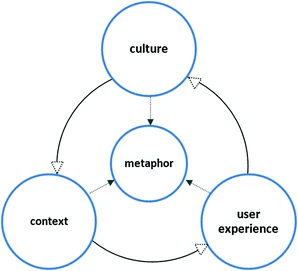 culture
metaphor
context
user
experience